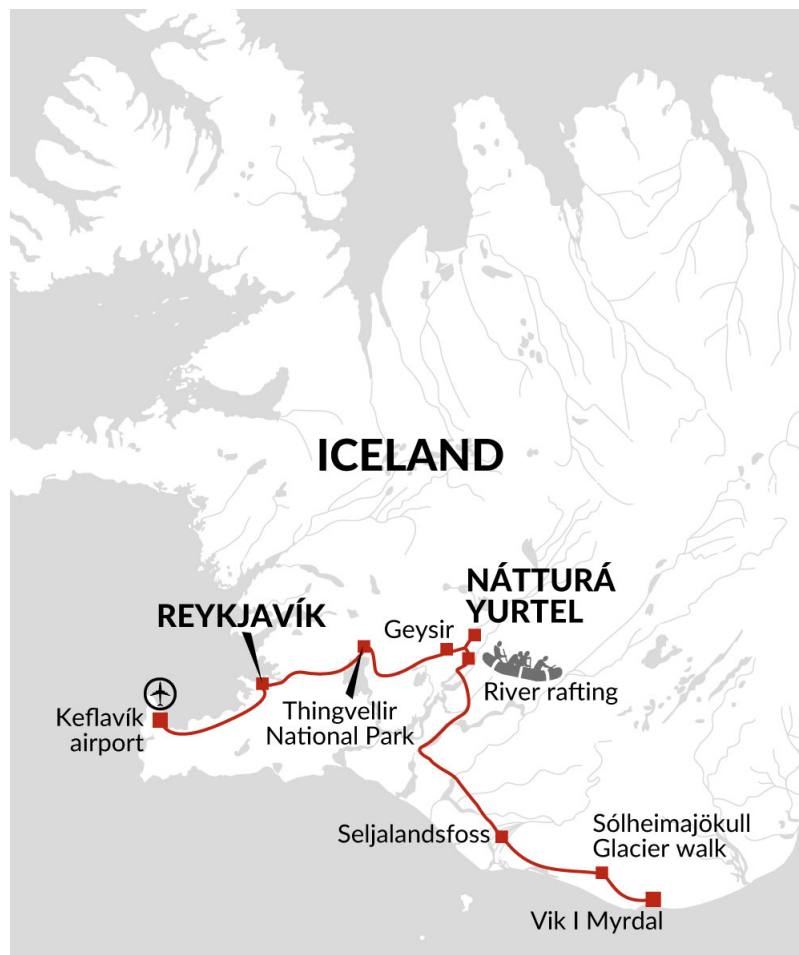 ICELAND
NÁTTURÁ
YURTEL
REYKJAVÍK
Geysir
River rafting
Keflavík
airport
Thingvellir
National Park
Seljalandsfoss
Sólheimajökull
Glacier walk
Vik I Myrdal